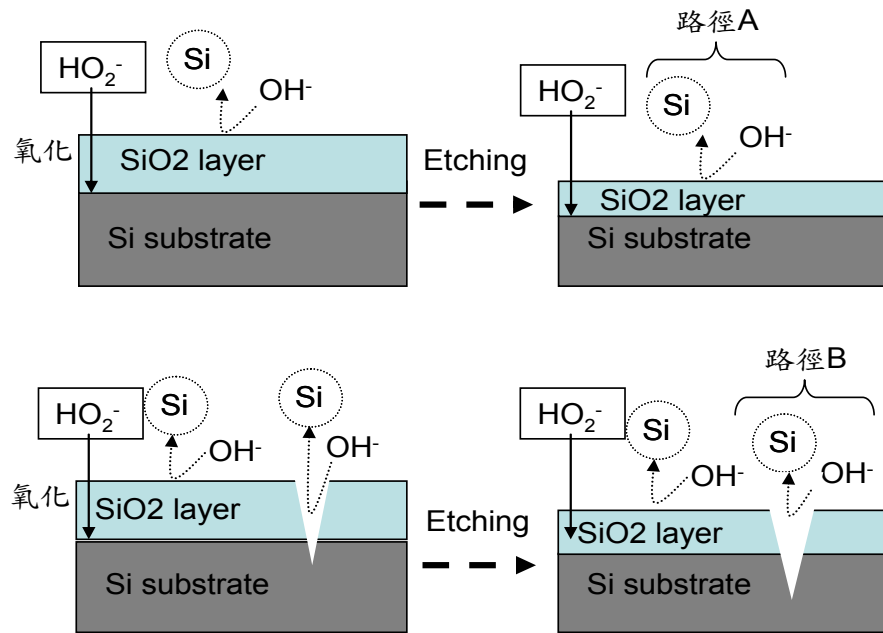 Si
HO₂⁻
OH⁻
氧化
SiO2 layer
Si substrate
Etching
路徑A
HO₂⁻
Si
OH⁻
SiO2 layer
Si substrate
HO₂⁻
Si
Si
OH⁻
OH⁻
氧化
SiO2 layer
Si substrate
Etching
路徑B
HO₂⁻
Si
Si
OH⁻
OH⁻
SiO2 layer
Si substrate